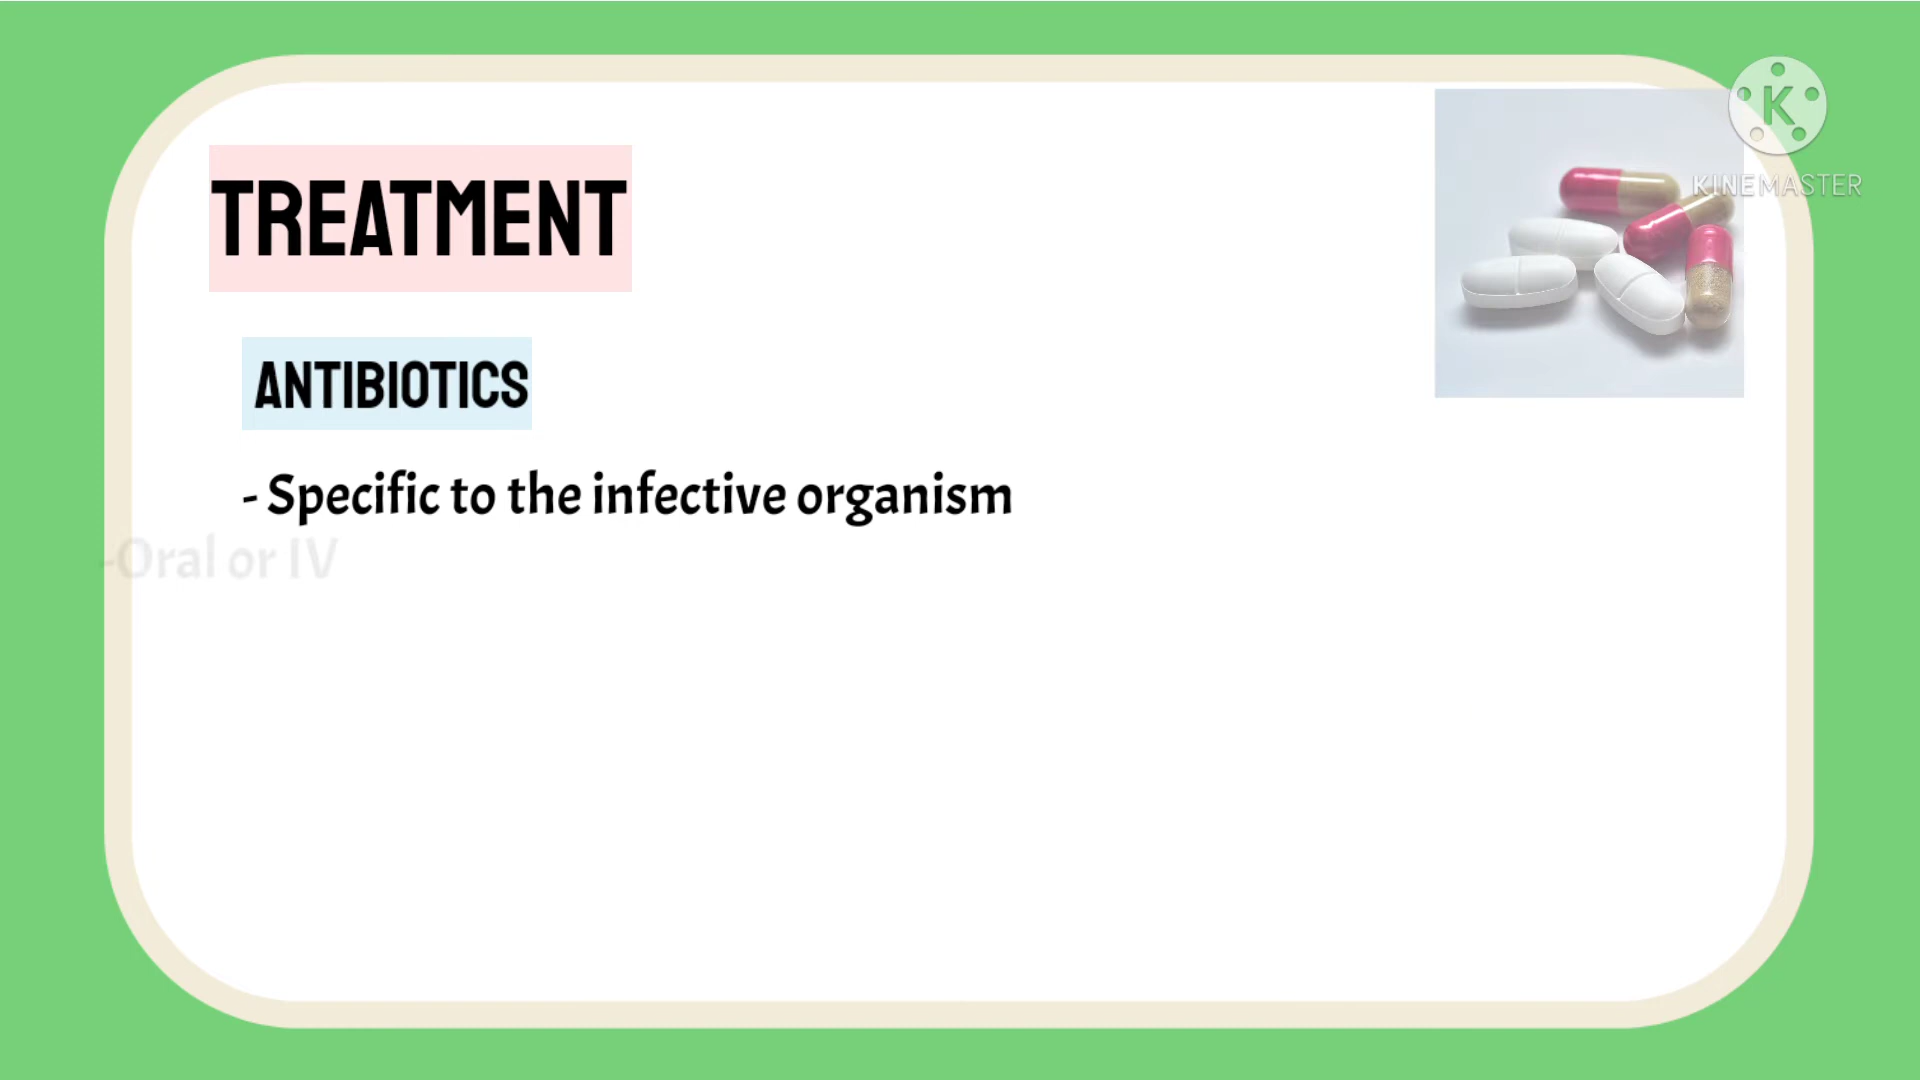 K
KINEMASTER
TREATMENT
ANTIBIOTICS
- Specific to the infective organism
-Oral or IV